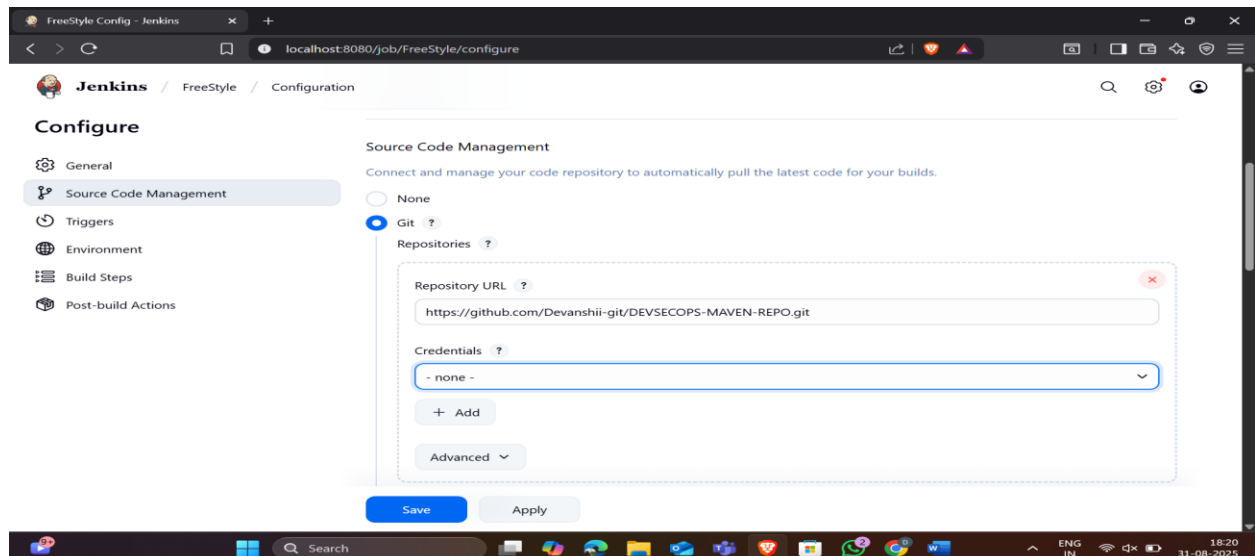 FreeStyle Config - Jenkins
localhost:8080/job/FreeStyle/configure
Jenkins / FreeStyle / Configuration
Configure
General
Source Code Management
Triggers
Environment
Build Steps
Post-build Actions
Source Code Management
Connect and manage your code repository to automatically pull the latest code for your builds.
None
Git ?
Repositories ?
Repository URL ?
https://github.com/Devanshii-git/DEVSECOPS-MAVEN-REPO.git
Credentials ?
- none -
+ Add
Advanced
Save Apply
9+
Search
2
ENG
IN
18:20
31-08-2025